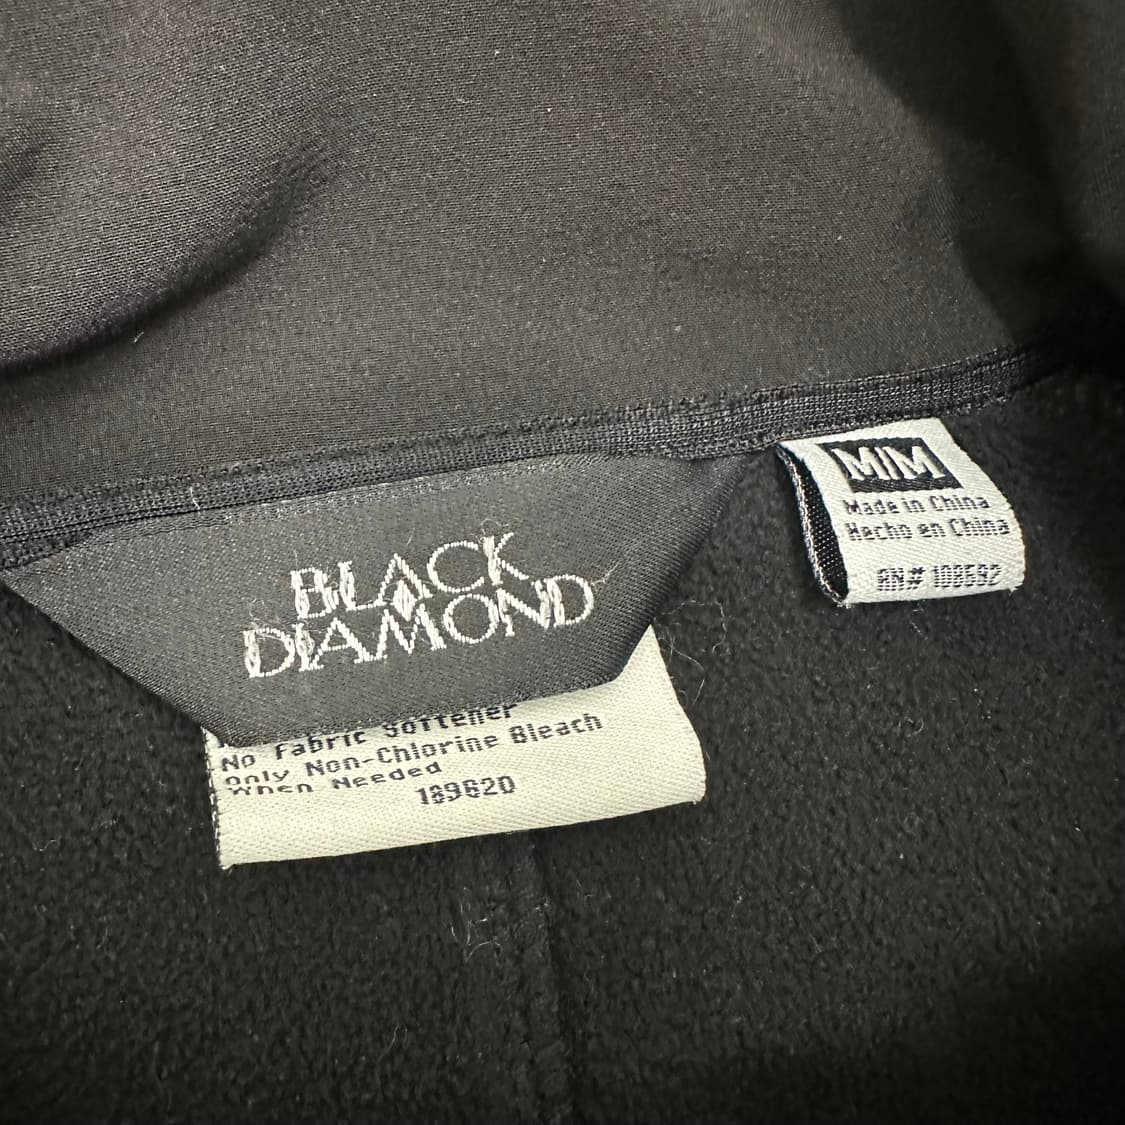 BLACK
DIAMOND
M/M
Made in China
Hecho en China
RN# 108592
Softener
No Fabric
Only Non-Chlorine Bleach
When Needed
189620